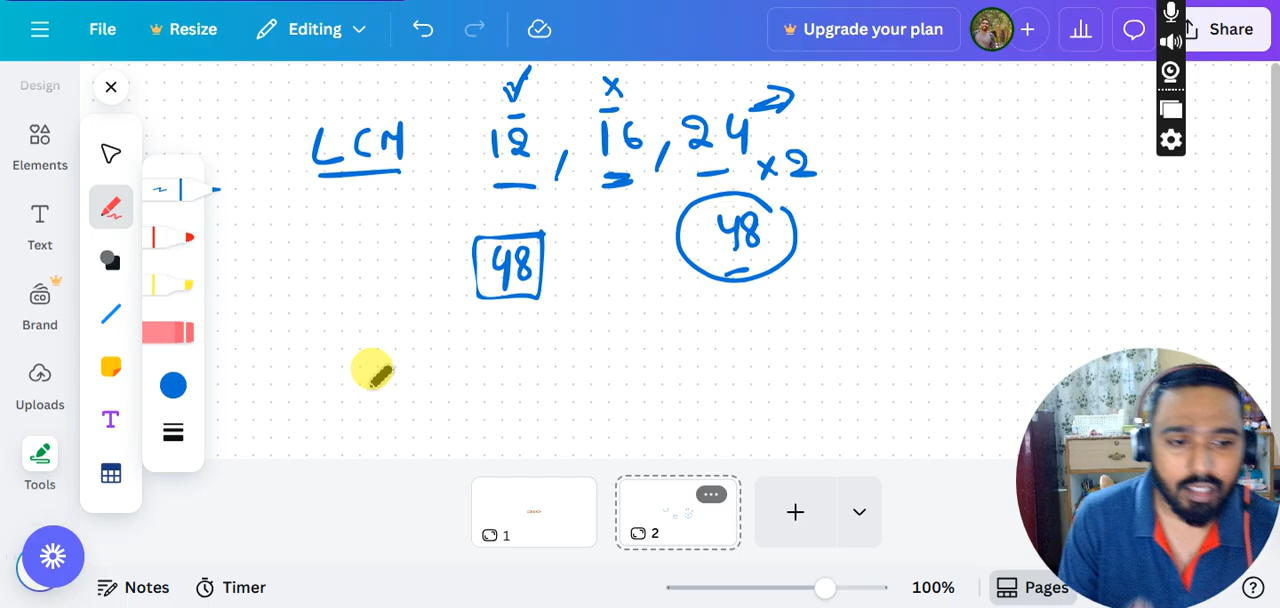 File Resize Editing Upgrade your plan Share
Design
Elements
Text
Brand
Uploads
Tools
✓ x
LCM 12, 16, 24
x 2
48
48
1
2
Notes Timer 100% Pages